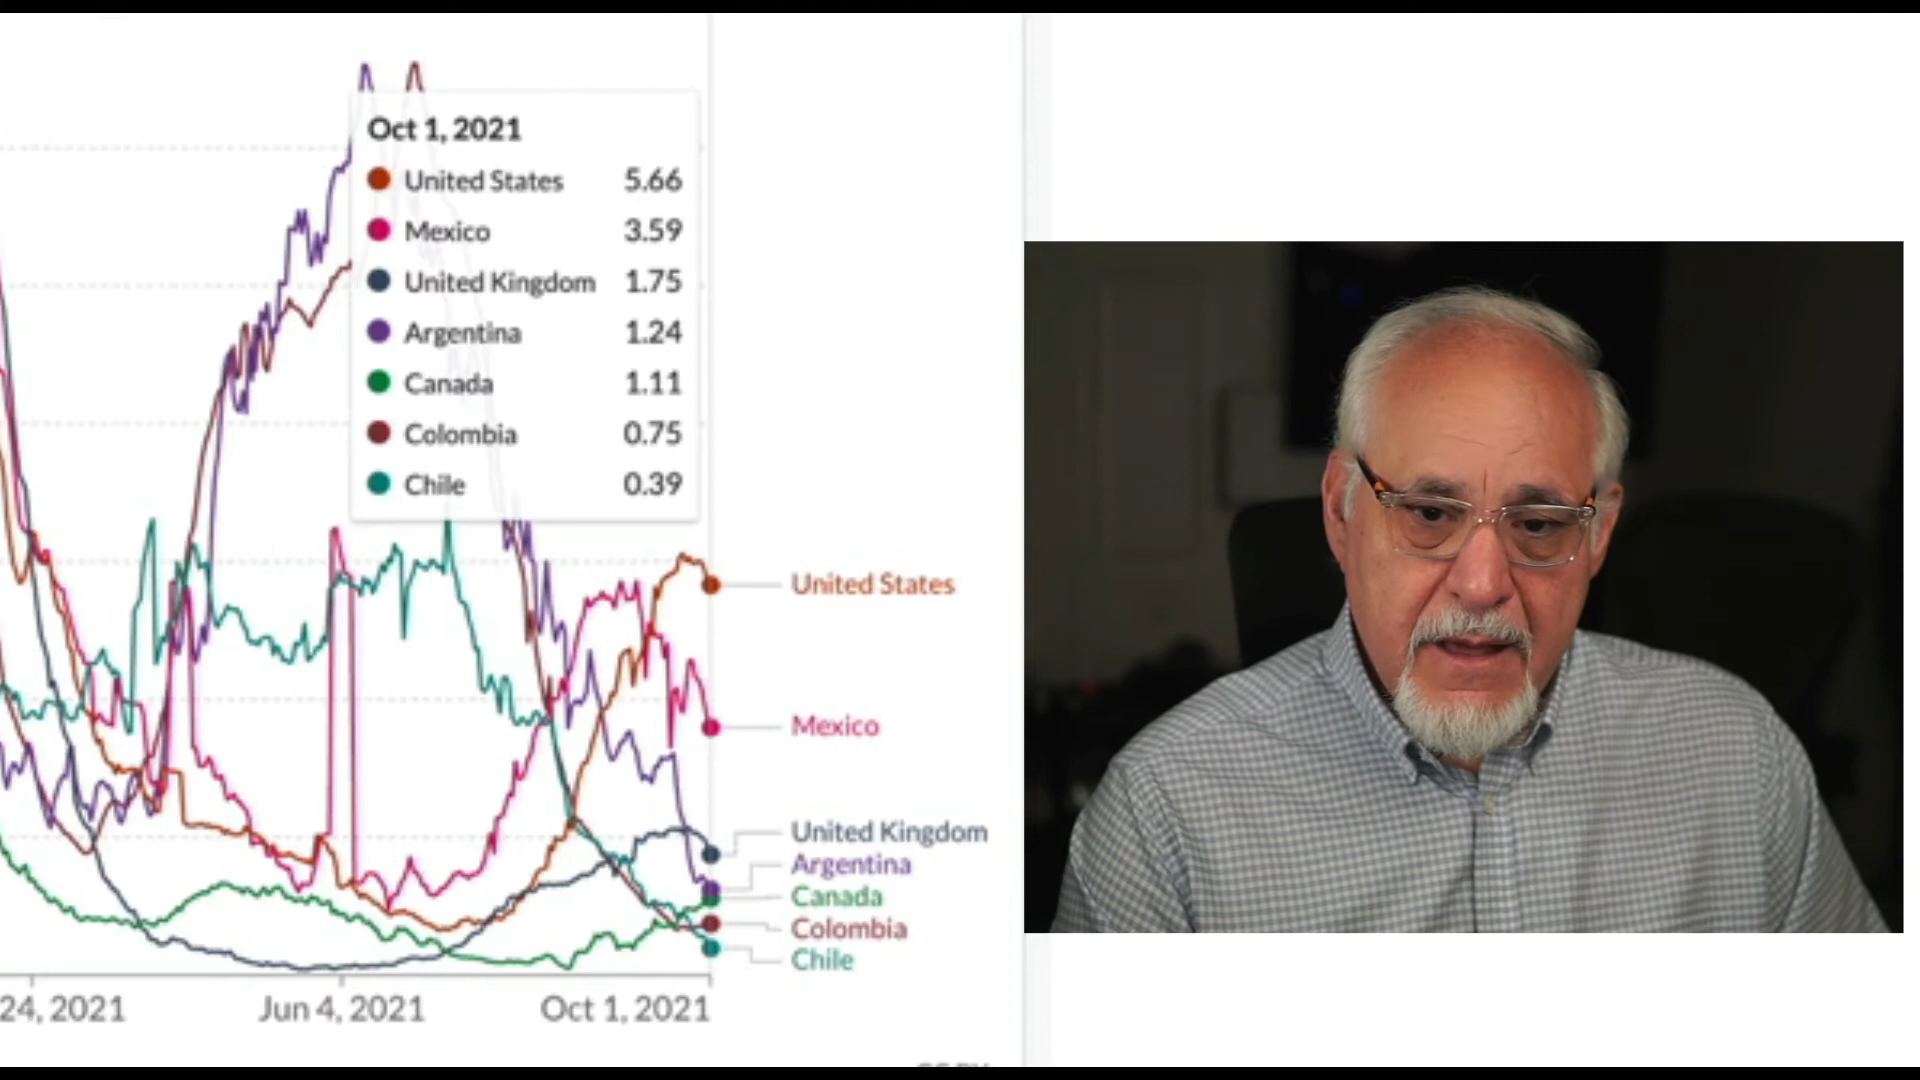 Oct 1, 2021
United States 5.66
Mexico 3.59
United Kingdom 1.75
Argentina 1.24
Canada 1.11
Colombia 0.75
Chile 0.39
United States
Mexico
United Kingdom
Argentina
Canada
Colombia
Chile
24, 2021
Jun 4, 2021
Oct 1, 2021